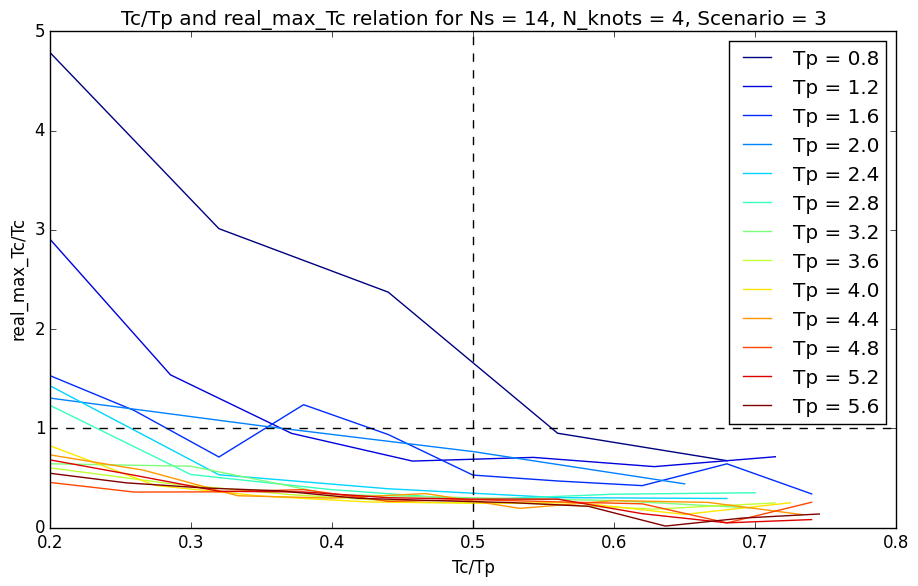 Tc/Tp and real_max_Tc relation for Ns = 14, N_knots = 4, Scenario = 3
5
4
3
2
1
0
real_max_Tc/Tc
Tp = 0.8
Tp = 1.2
Tp = 1.6
Tp = 2.0
Tp = 2.4
Tp = 2.8
Tp = 3.2
Tp = 3.6
Tp = 4.0
Tp = 4.4
Tp = 4.8
Tp = 5.2
Tp = 5.6
0.2 0.3 0.4 0.5 0.6 0.7 0.8
Tc/Tp